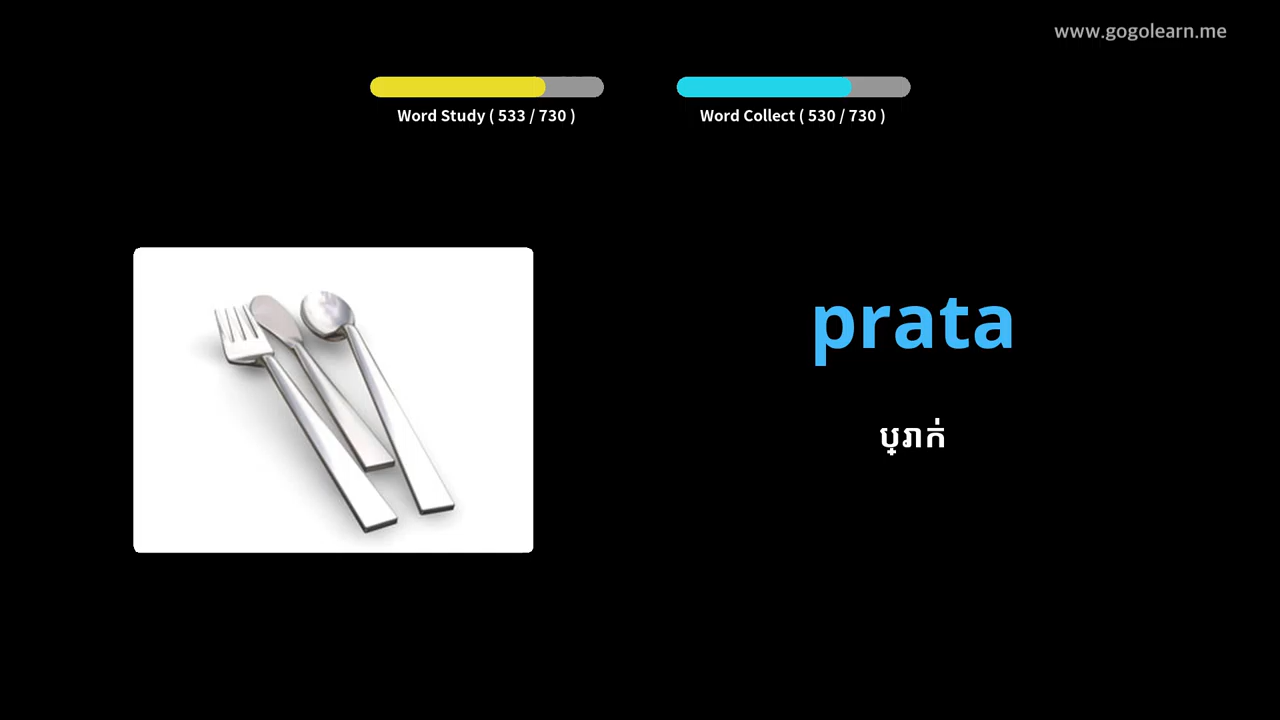 www.gogolearn.me
Word Study ( 533 / 730 )
Word Collect ( 530 / 730 )
prata
ប្រាក់